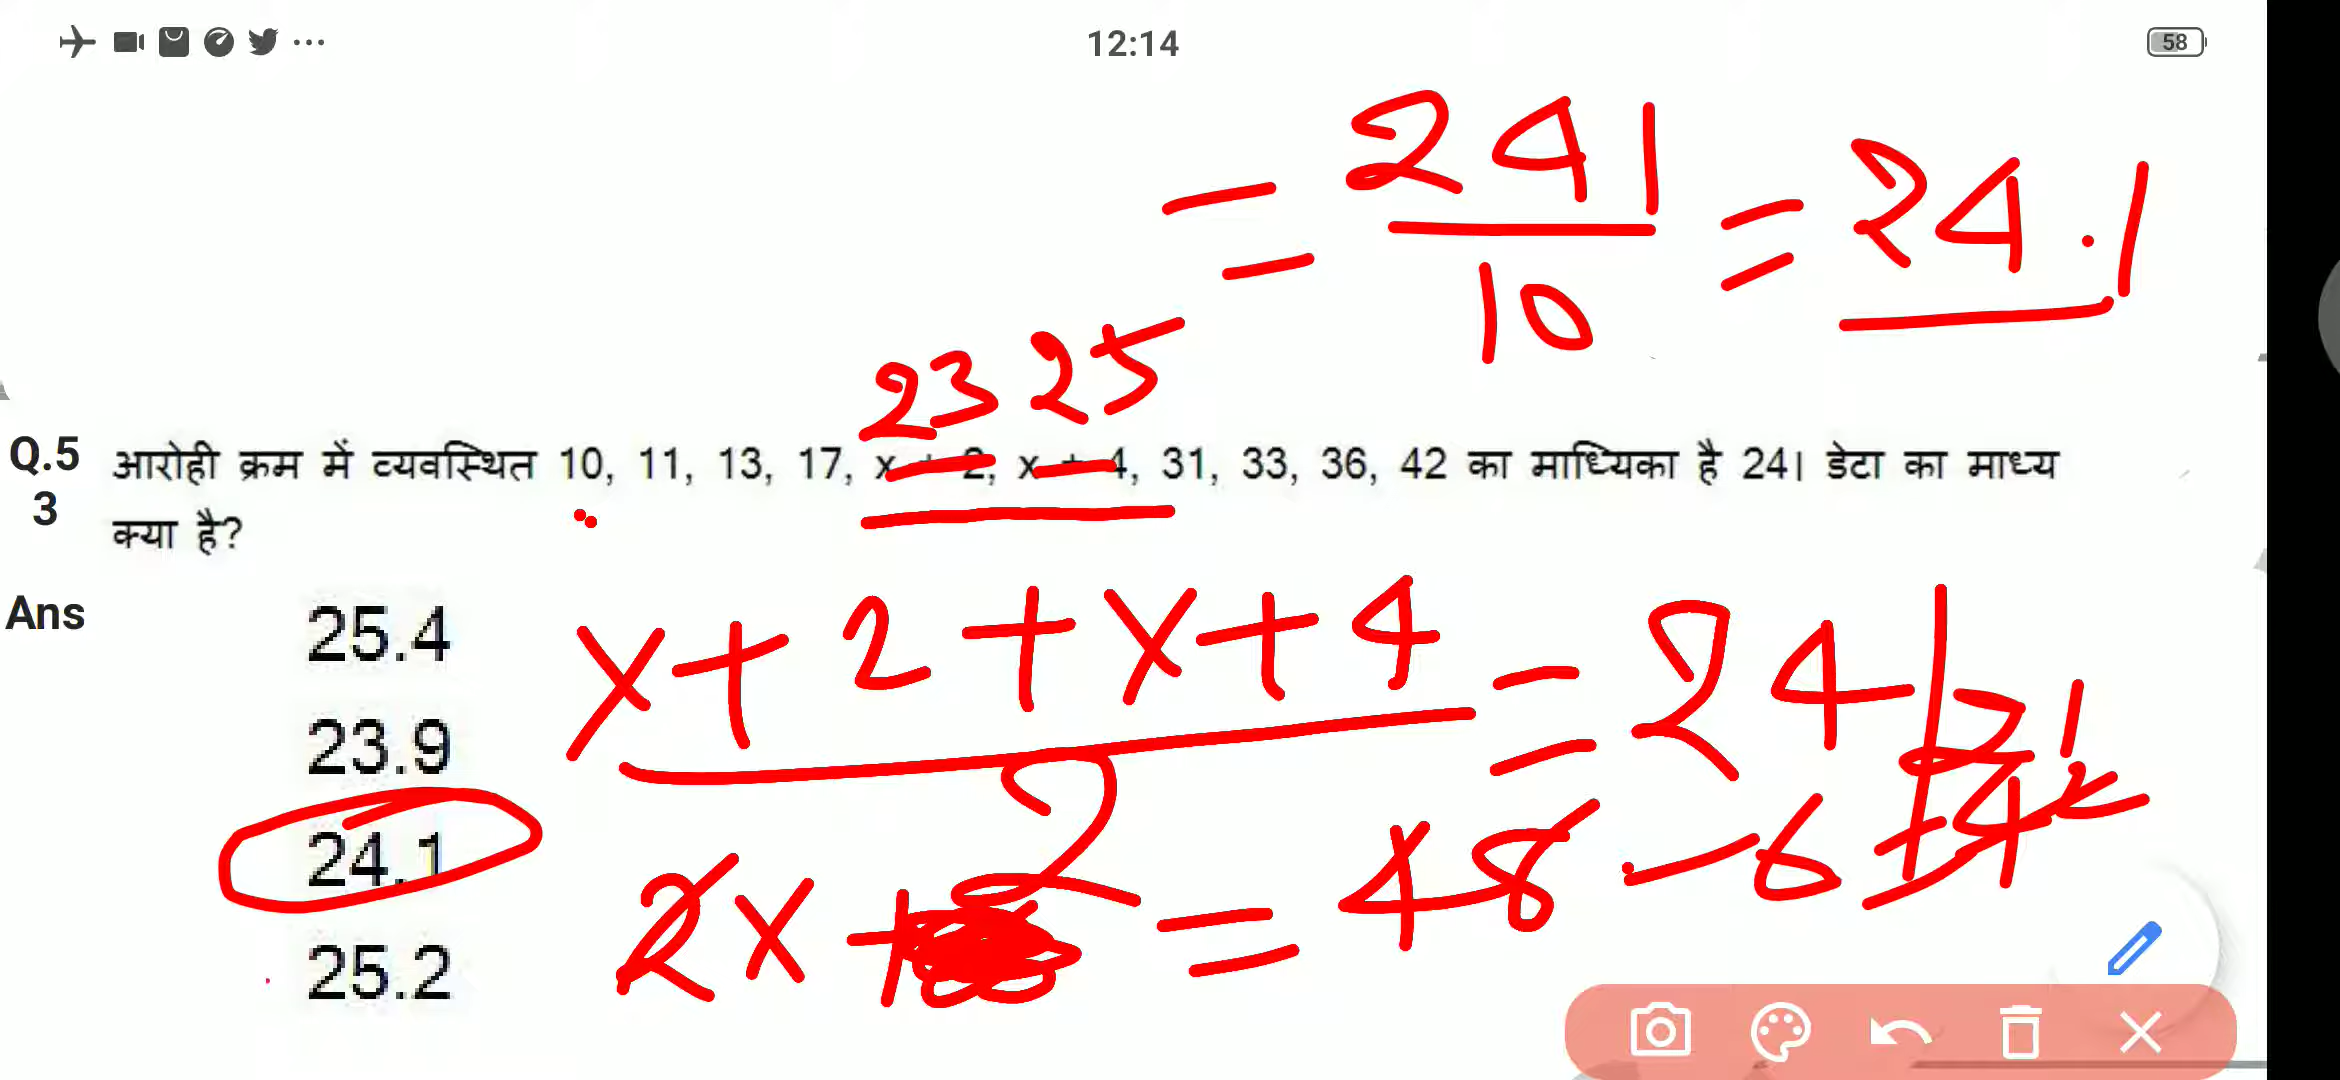 12:14
58
= 241/10 = 24.1
23 25
Q.5 आरोही क्रम में व्यवस्थित 10, 11, 13, 17, x + 2, x + 4, 31, 33, 36, 42 का माध्यिका है 24। डेटा का माध्य
3 क्या है?
Ans
25.4
23.9
24.1
25.2
x+2+x+4 = 24
2
2x+ = 48-6